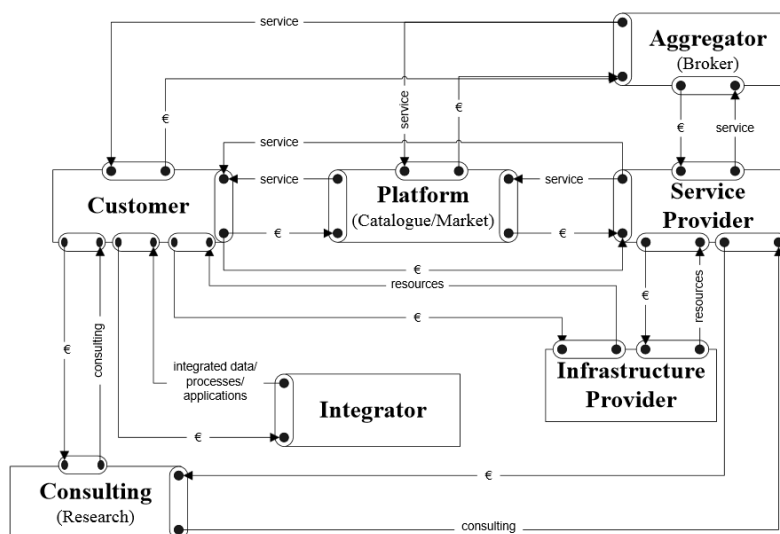 service
Aggregator
(Broker)
€
service
€
€
service
service
service
Customer
Platform
(Catalogue/Market)
service
Service
Provider
€
€
€
resources
€
€
resources
€
consulting
integrated data/
processes/
applications
Infrastructure
Provider
Integrator
€
Consulting
(Research)
€
consulting